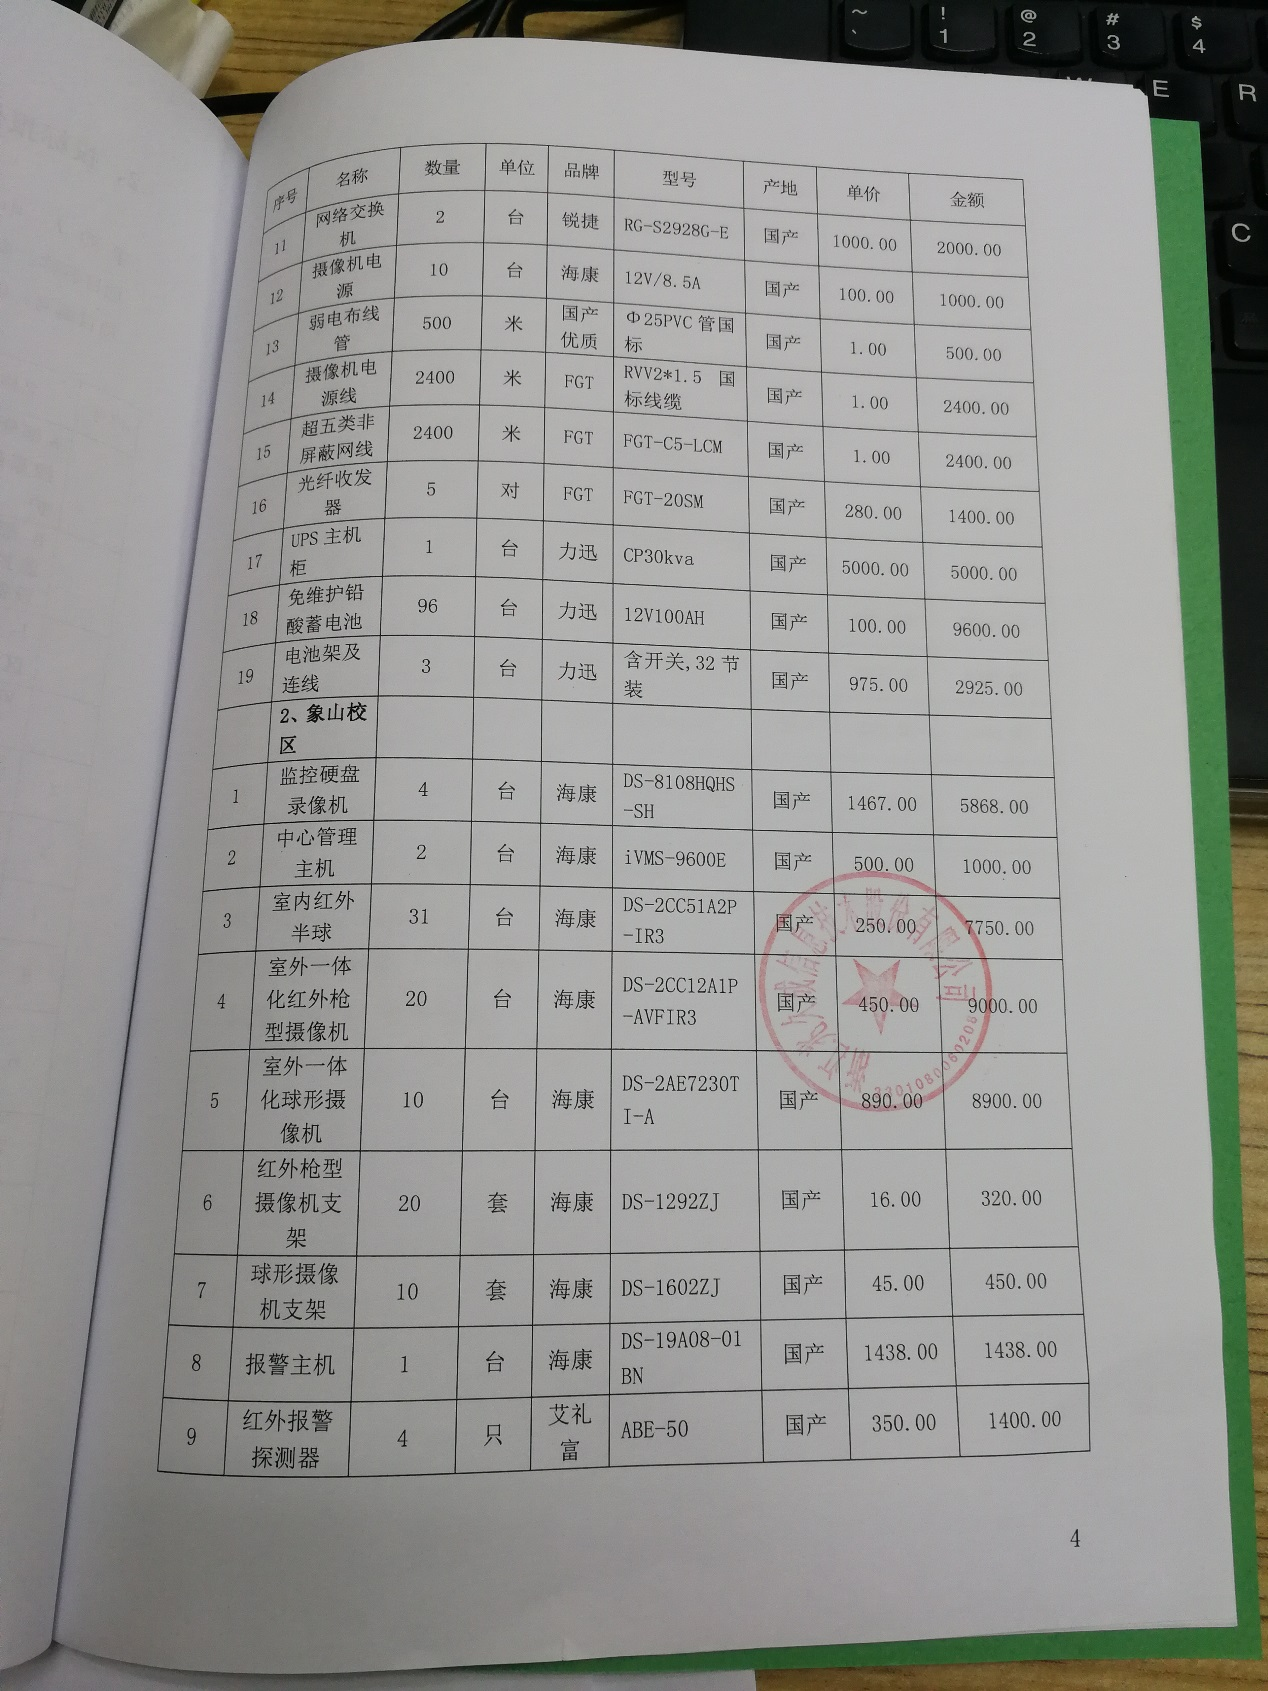 序号 名称 数量 单位 品牌 型号 产地 单价 金额
11 网络交换机 2 台 锐捷 RG-S2928G-E 国产 1000.00 2000.00
12 摄像机电源 10 台 海康 12V/8.5A 国产 100.00 1000.00
13 弱电布线管 500 米 国产优质 Φ25PVC管国标 国产 1.00 500.00
14 摄像机电源线 2400 米 FGT RVV2*1.5 国标线缆 国产 1.00 2400.00
15 超五类非屏蔽网线 2400 米 FGT FGT-C5-LCM 国产 1.00 2400.00
16 光纤收发器 5 对 FGT FGT-20SM 国产 280.00 1400.00
17 UPS主机柜 1 台 力迅 CP30kva 国产 5000.00 5000.00
18 免维护铅酸蓄电池 96 台 力迅 12V100AH 国产 100.00 9600.00
19 电池架及连线 3 台 力迅 含开关,32节装 国产 975.00 2925.00
2、象山校区
1 监控硬盘录像机 4 台 海康 DS-8108HQHS-SH 国产 1467.00 5868.00
2 中心管理主机 2 台 海康 iVMS-9600E 国产 500.00 1000.00
3 室内红外半球 31 台 海康 DS-2CC51A2P-IR3 国产 250.00 7750.00
4 室外一体化红外枪型摄像机 20 台 海康 DS-2CC12A1P-AVFIR3 国产 450.00 9000.00
5 室外一体化球形摄像机 10 台 海康 DS-2AE7230TI-A 国产 890.00 8900.00
6 红外枪型摄像机支架 20 套 海康 DS-1292ZJ 国产 16.00 320.00
7 球形摄像机支架 10 套 海康 DS-1602ZJ 国产 45.00 450.00
8 报警主机 1 台 海康 DS-19A08-01BN 国产 1438.00 1438.00
9 红外报警探测器 4 只 艾礼富 ABE-50 国产 350.00 1400.00
4
~ `
! 1
@ 2
# 3
$ 4
E
R
C